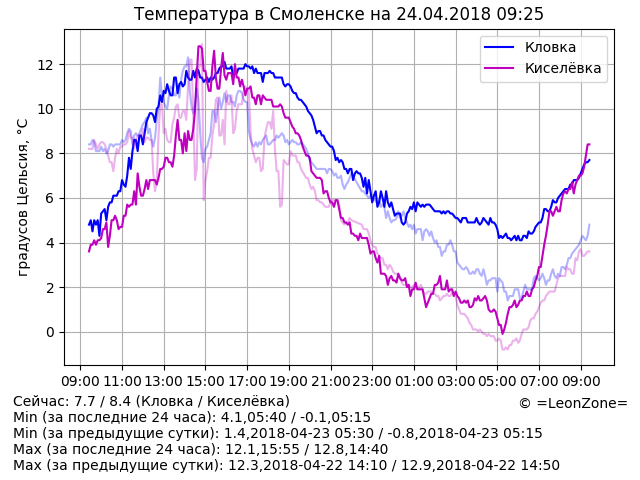 Температура в Смоленске на 24.04.2018 09:25
Кловка
Киселёвка
градусов Цельсия, °C
12
10
8
6
4
2
0
09:00 11:00 13:00 15:00 17:00 19:00 21:00 23:00 01:00 03:00 05:00 07:00 09:00
Сейчас: 7.7 / 8.4 (Кловка / Киселёвка)
© =LeonZone=
Min (за последние 24 часа): 4.1,05:40 / -0.1,05:15
Min (за предыдущие сутки): 1.4,2018-04-23 05:30 / -0.8,2018-04-23 05:15
Max (за последние 24 часа): 12.1,15:55 / 12.8,14:40
Max (за предыдущие сутки): 12.3,2018-04-22 14:10 / 12.9,2018-04-22 14:50